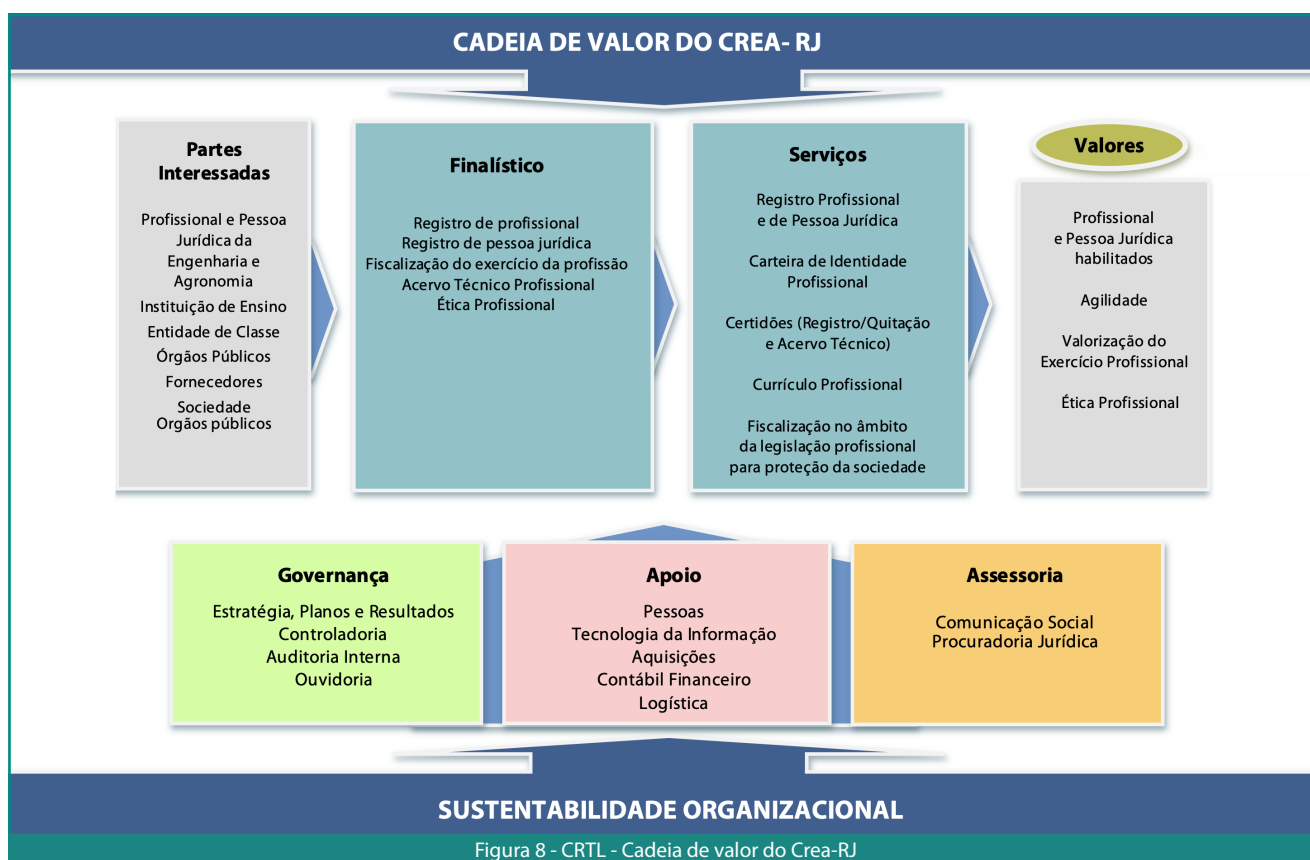 CADEIA DE VALOR DO CREA- RJ
Partes
Interessadas
Profissional e Pessoa
Jurídica da
Engenharia e
Agronomia
Instituição de Ensino
Entidade de Classe
Órgãos Públicos
Fornecedores
Sociedade
Orgãos públicos
Finalístico
Registro de profissional
Registro de pessoa jurídica
Fiscalização do exercício da profissão
Acervo Técnico Profissional
Ética Profissional
Serviços
Registro Profissional
e de Pessoa Jurídica
Carteira de Identidade
Profissional
Certidões (Registro/Quitação
e Acervo Técnico)
Currículo Profissional
Fiscalização no âmbito
da legislação profissional
para proteção da sociedade
Valores
Profissional
e Pessoa Jurídica
habilitados
Agilidade
Valorização do
Exercício Profissional
Ética Profissional
Governança
Estratégia, Planos e Resultados
Controladoria
Auditoria Interna
Ouvidoria
Apoio
Pessoas
Tecnologia da Informação
Aquisições
Contábil Financeiro
Logística
Assessoria
Comunicação Social
Procuradoria Jurídica
SUSTENTABILIDADE ORGANIZACIONAL
Figura 8 - CRTL - Cadeia de valor do Crea-RJ